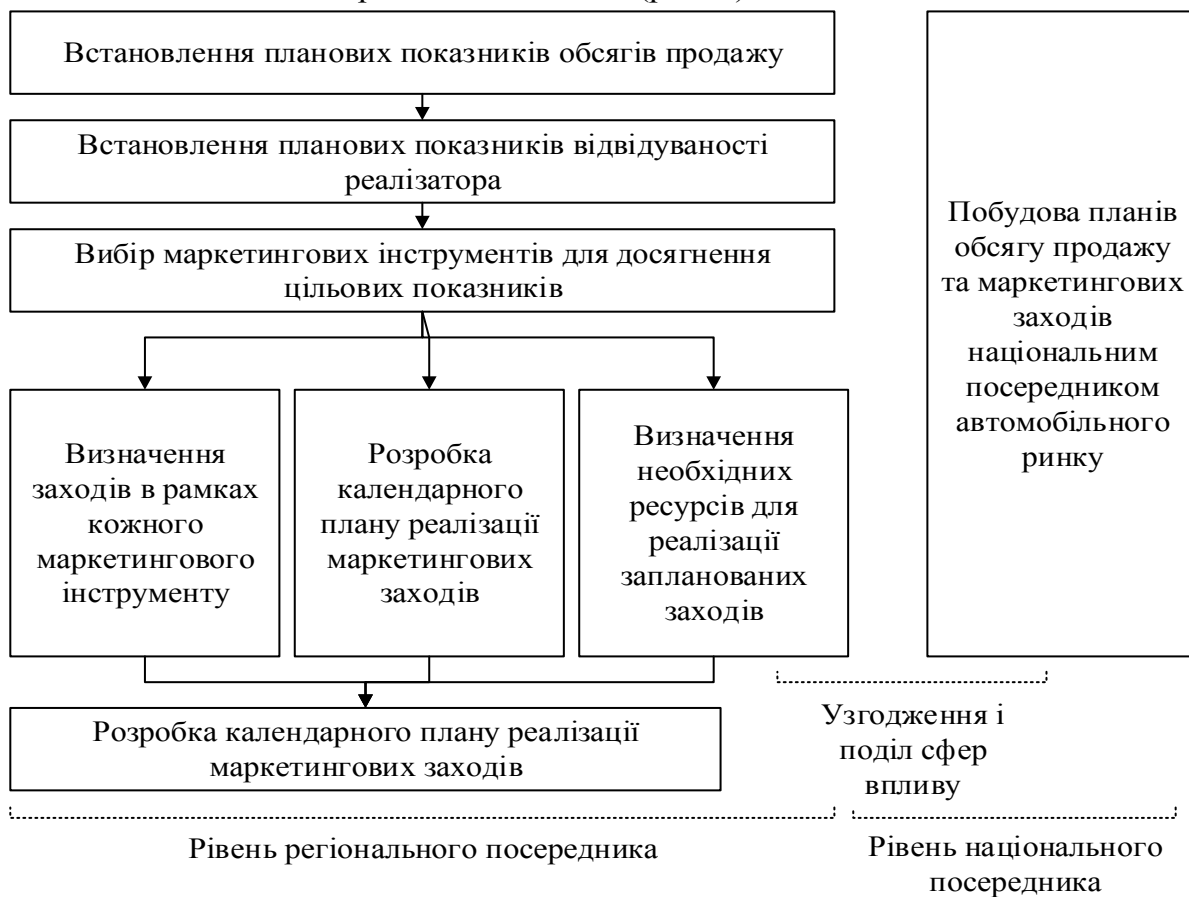 Встановлення планових показників обсягів продажу
Встановлення планових показників відвідуваності
реалізатора
Вибір маркетингових інструментів для досягнення
цільових показників
Визначення
заходів в рамках
кожного
маркетингового
інструменту
Розробка
календарного
плану реалізації
маркетингових
заходів
Визначення
необхідних
ресурсів для
реалізації
запланованих
заходів
Розробка календарного плану реалізації
маркетингових заходів
Побудова планів
обсягу продажу
та маркетингових
заходів
національним
посередником
автомобільного
ринку
Узгодження і
поділ сфер
впливу
Рівень регіонального посередника
Рівень національного
посередника